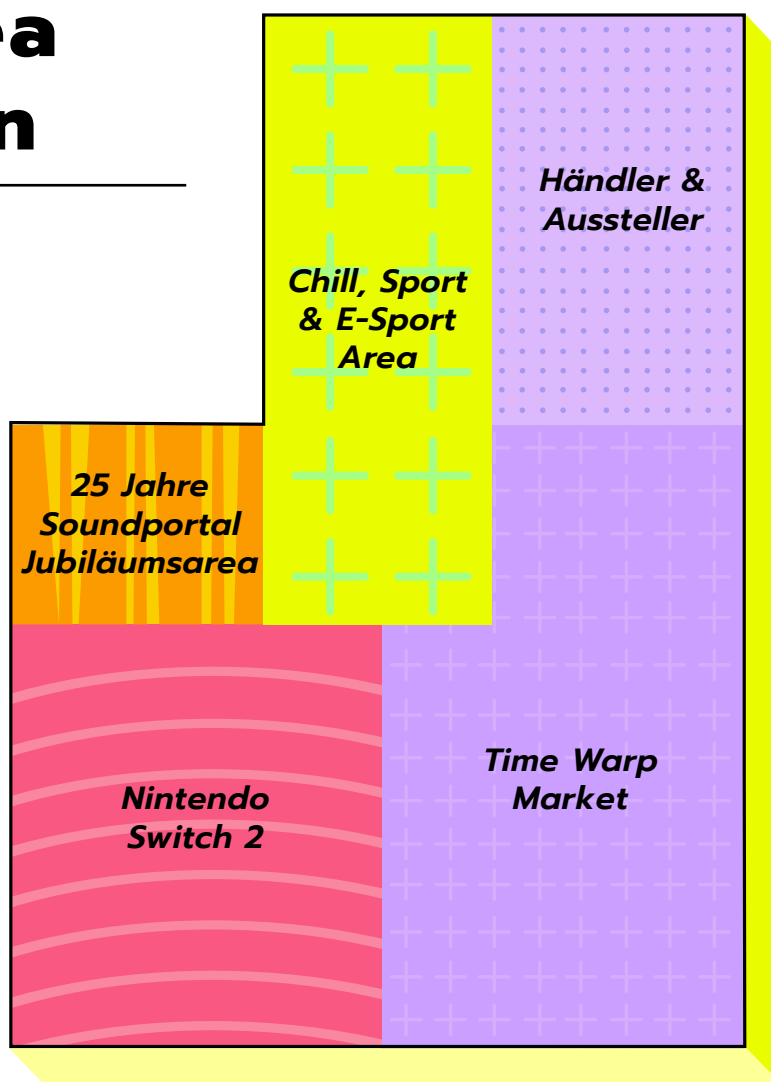 Händler &
Aussteller
Chill, Sport
& E-Sport
Area
25 Jahre
Soundportal
Jubiläumsarea
Time Warp
Market
Nintendo
Switch 2